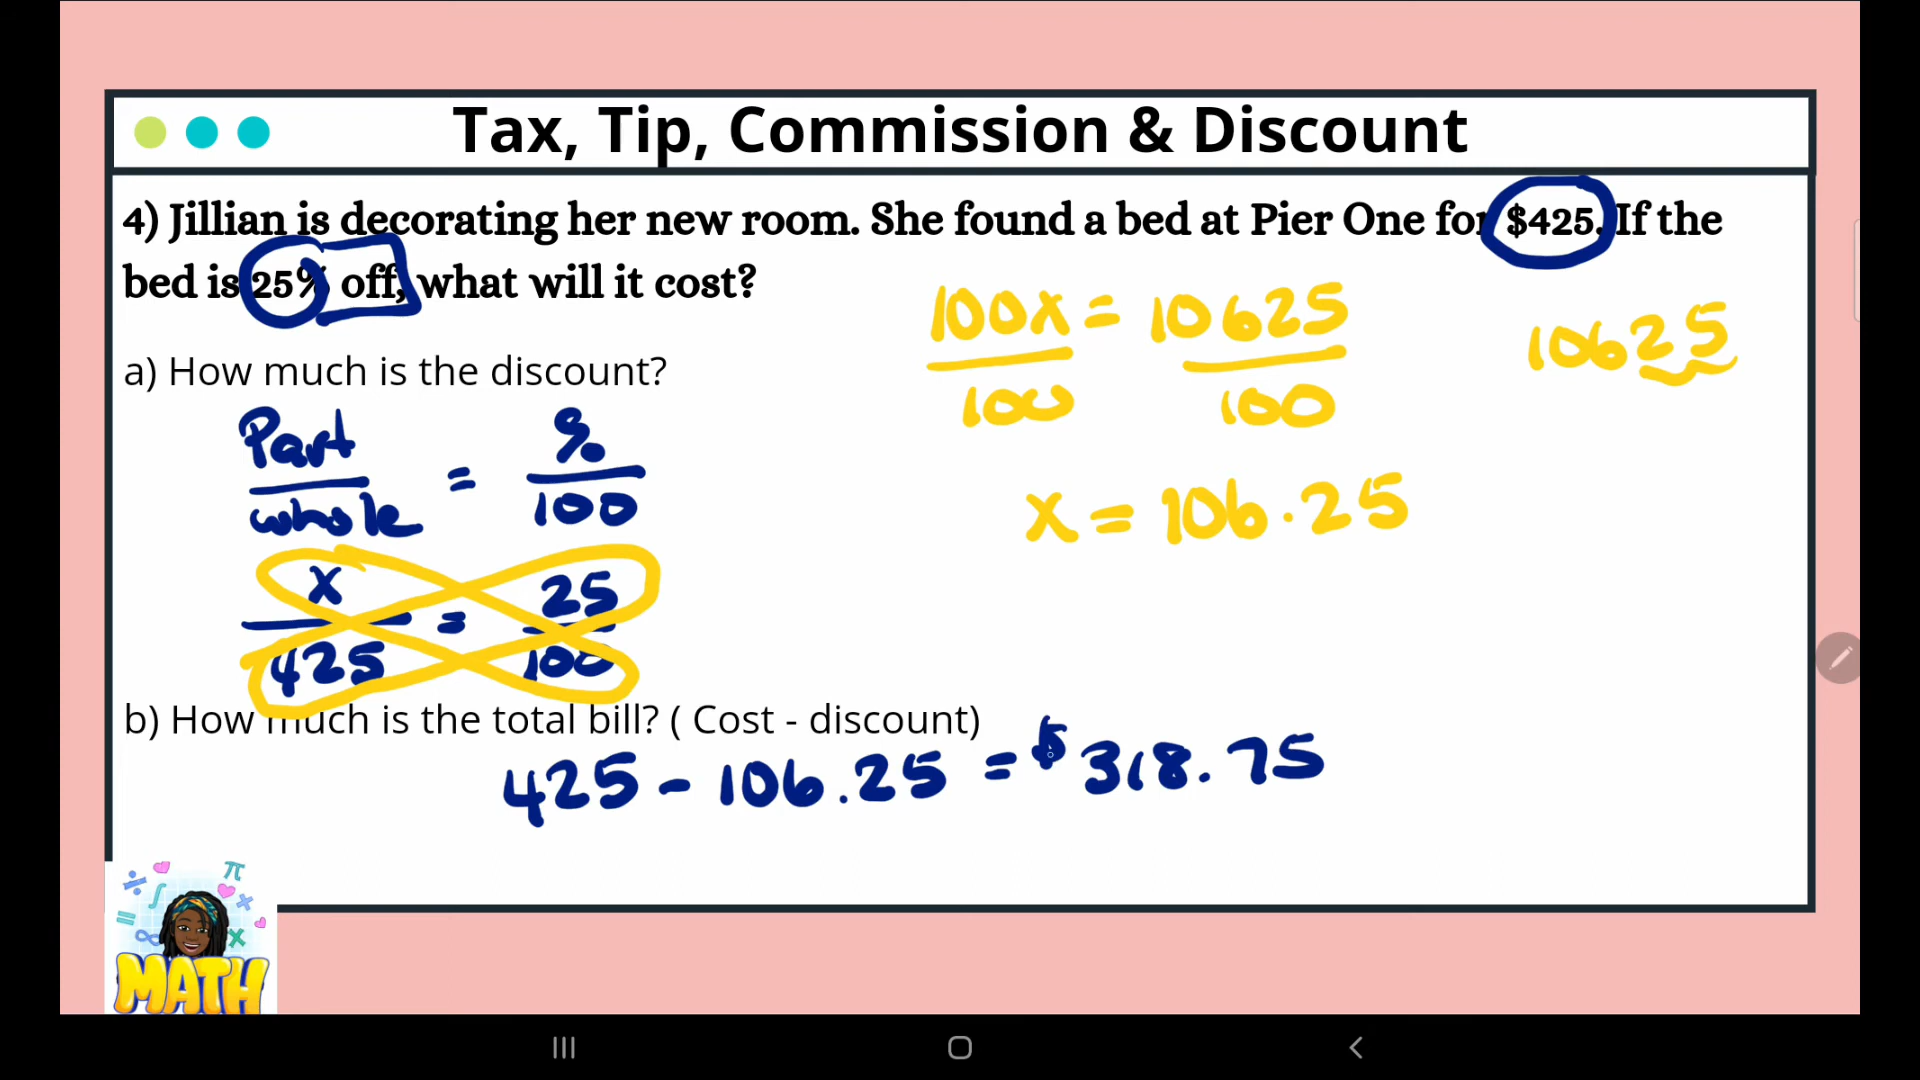 Tax, Tip, Commission & Discount
4) Jillian is decorating her new room. She found a bed at Pier One for $425. If the
bed is 25% off, what will it cost?
100x = 10625
100 100
10625
x = 106.25
a) How much is the discount?
Part = %
whole 100
x = 25
425 100
b) How much is the total bill? ( Cost - discount)
425 - 106.25 = $318.75
÷ π ∫ × = ∞ ×
MATH